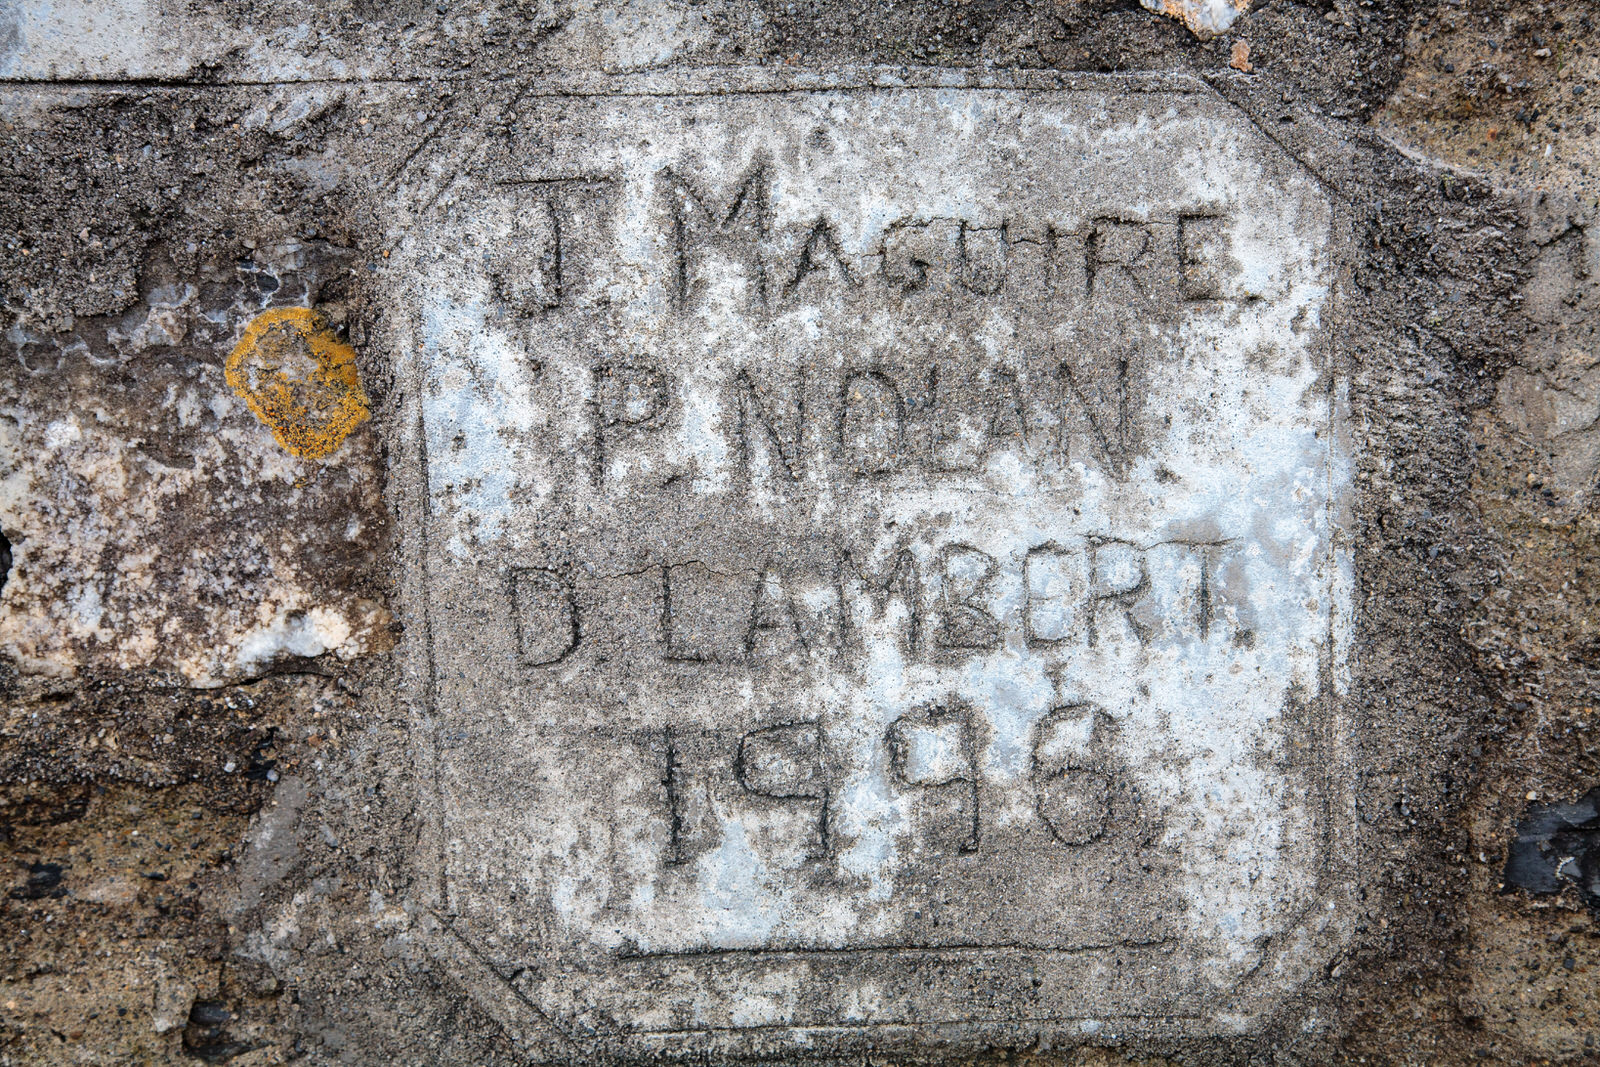 J MAGUIRE.
P. NOLAN.
D LAMBERT.
1996